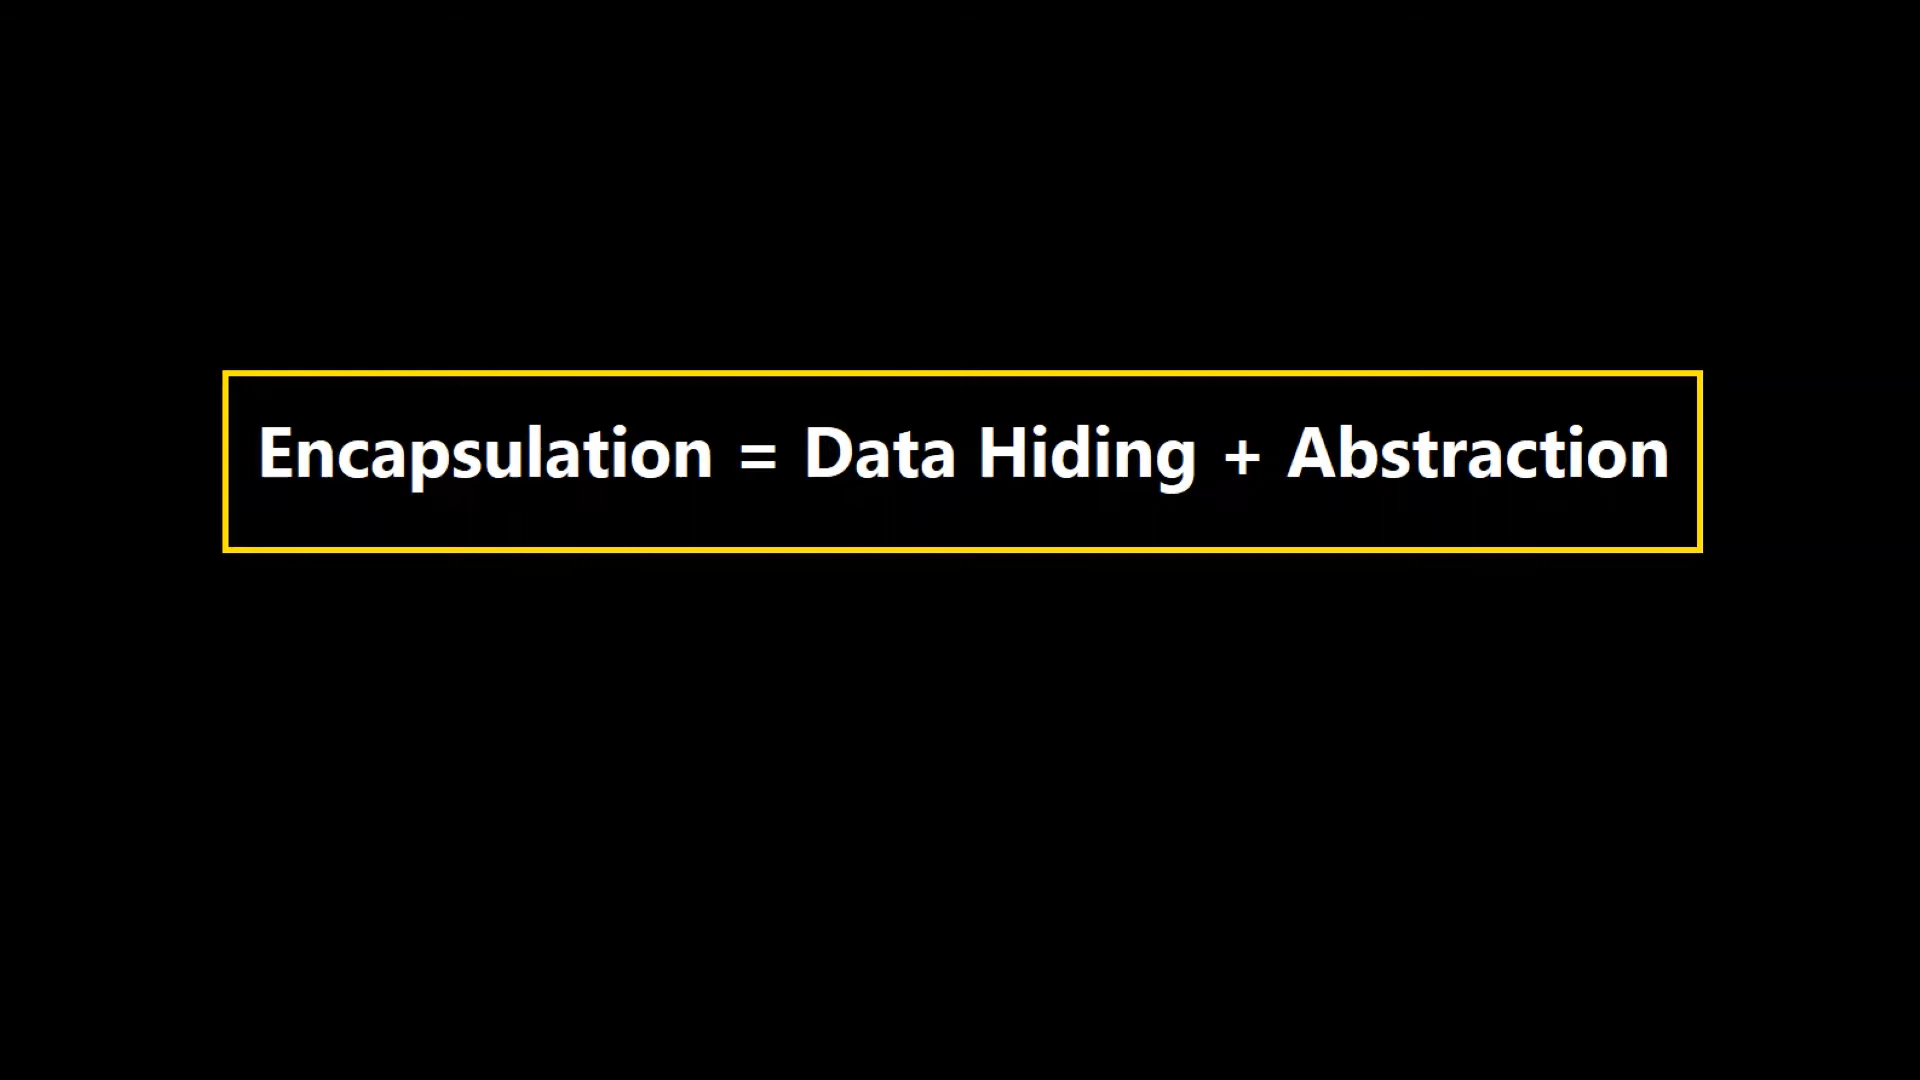 Encapsulation = Data Hiding + Abstraction